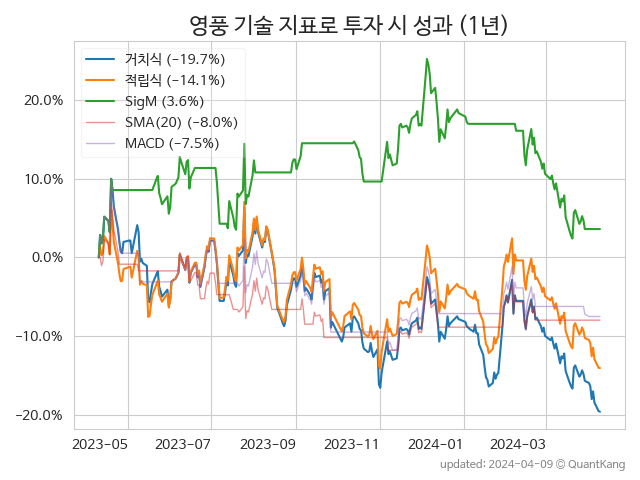 영풍 기술 지표로 투자 시 성과 (1년)
거치식 (−19.7%)
적립식 (−14.1%)
SigM (3.6%)
SMA(20) (−8.0%)
MACD (−7.5%)
20.0%
10.0%
0.0%
−10.0%
−20.0%
2023-05 2023-07 2023-09 2023-11 2024-01 2024-03
updated: 2024-04-09 © QuantKang